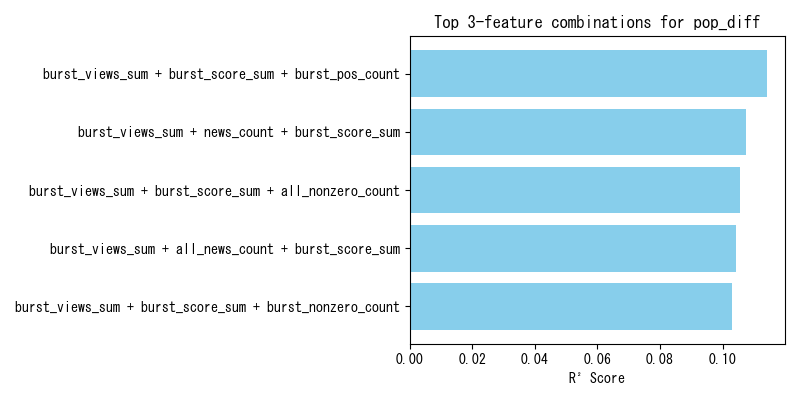 Top 3-feature combinations for pop_diff
burst_views_sum + burst_score_sum + burst_pos_count
burst_views_sum + news_count + burst_score_sum
burst_views_sum + burst_score_sum + all_nonzero_count
burst_views_sum + all_news_count + burst_score_sum
burst_views_sum + burst_score_sum + burst_nonzero_count
0.00 0.02 0.04 0.06 0.08 0.10
R² Score